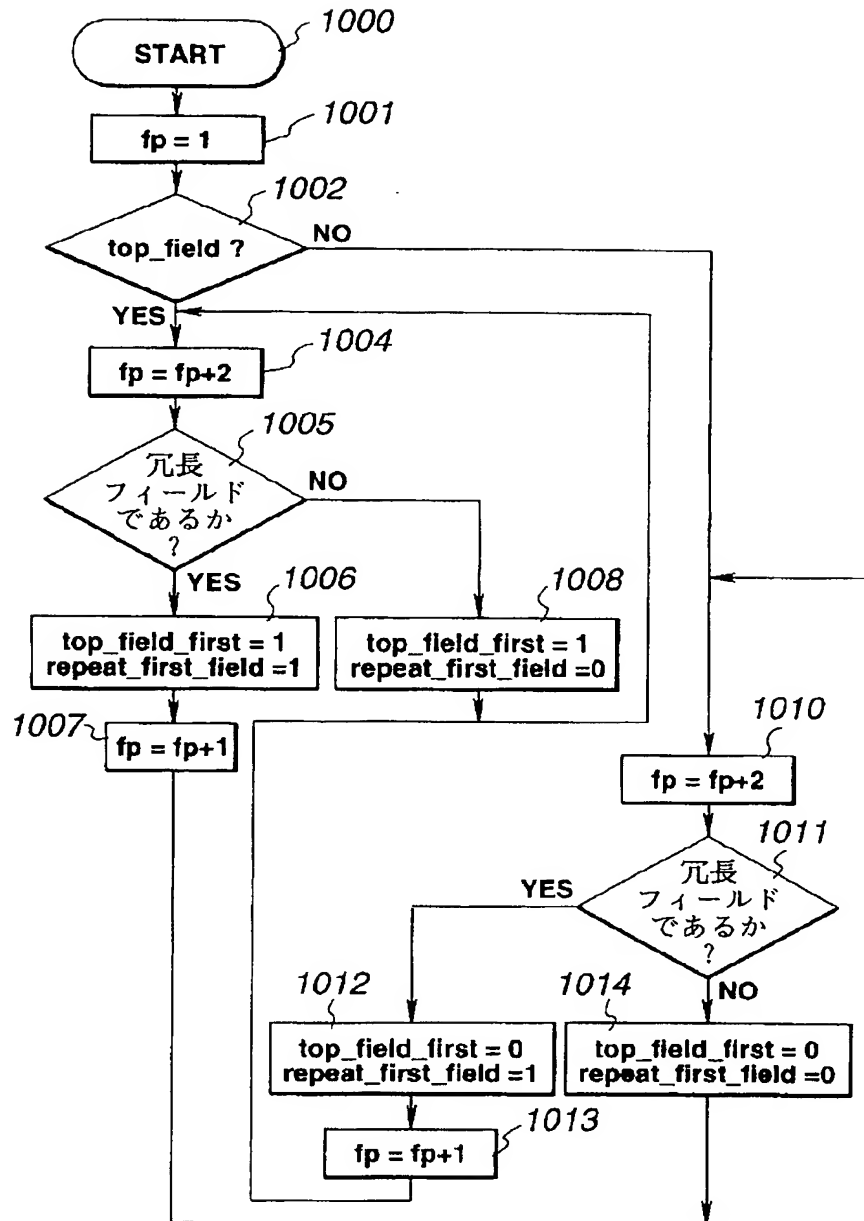 1000
START
1001
fp = 1
1002
top_field ?
NO
YES
1004
fp = fp+2
1005
冗長
フィールド
であるか
?
NO
YES
1006
top_field_first = 1
repeat_first_field =1
1008
top_field_first = 1
repeat_first_field =0
1007
fp = fp+1
1010
fp = fp+2
1011
冗長
フィールド
であるか
?
YES
NO
1012
top_field_first = 0
repeat_first_field =1
1014
top_field_first = 0
repeat_first_field =0
1013
fp = fp+1